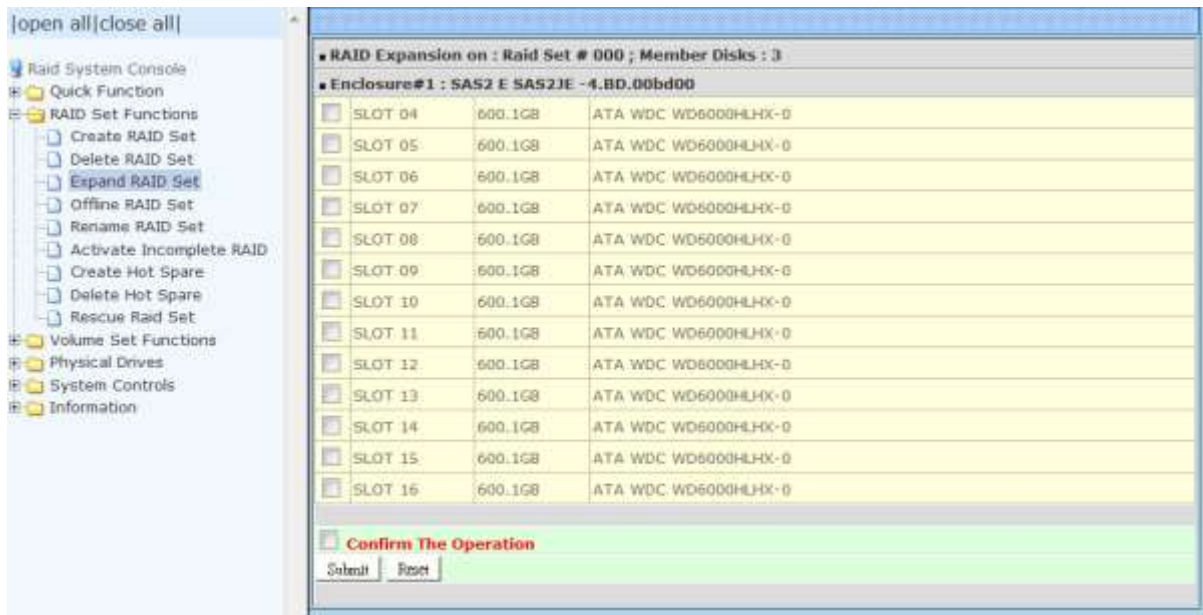 |open all|close all|
Raid System Console
Quick Function
RAID Set Functions
Create RAID Set
Delete RAID Set
Expand RAID Set
Offline RAID Set
Rename RAID Set
Activate Incomplete RAID
Create Hot Spare
Delete Hot Spare
Rescue Raid Set
Volume Set Functions
Physical Drives
System Controls
Information
RAID Expansion on : Raid Set # 000 ; Member Disks : 3
Enclosure#1 : SAS2 E SAS2JE -4.BD.00bd00
SLOT 04 600.1GB ATA WDC WD6000HLHX-0
SLOT 05 600.1GB ATA WDC WD6000HLHX-0
SLOT 06 600.1GB ATA WDC WD6000HLHX-0
SLOT 07 600.1GB ATA WDC WD6000HLHX-0
SLOT 08 600.1GB ATA WDC WD6000HLHX-0
SLOT 09 600.1GB ATA WDC WD6000HLHX-0
SLOT 10 600.1GB ATA WDC WD6000HLHX-0
SLOT 11 600.1GB ATA WDC WD6000HLHX-0
SLOT 12 600.1GB ATA WDC WD6000HLHX-0
SLOT 13 600.1GB ATA WDC WD6000HLHX-0
SLOT 14 600.1GB ATA WDC WD6000HLHX-0
SLOT 15 600.1GB ATA WDC WD6000HLHX-0
SLOT 16 600.1GB ATA WDC WD6000HLHX-0
Confirm The Operation
Submit Reset